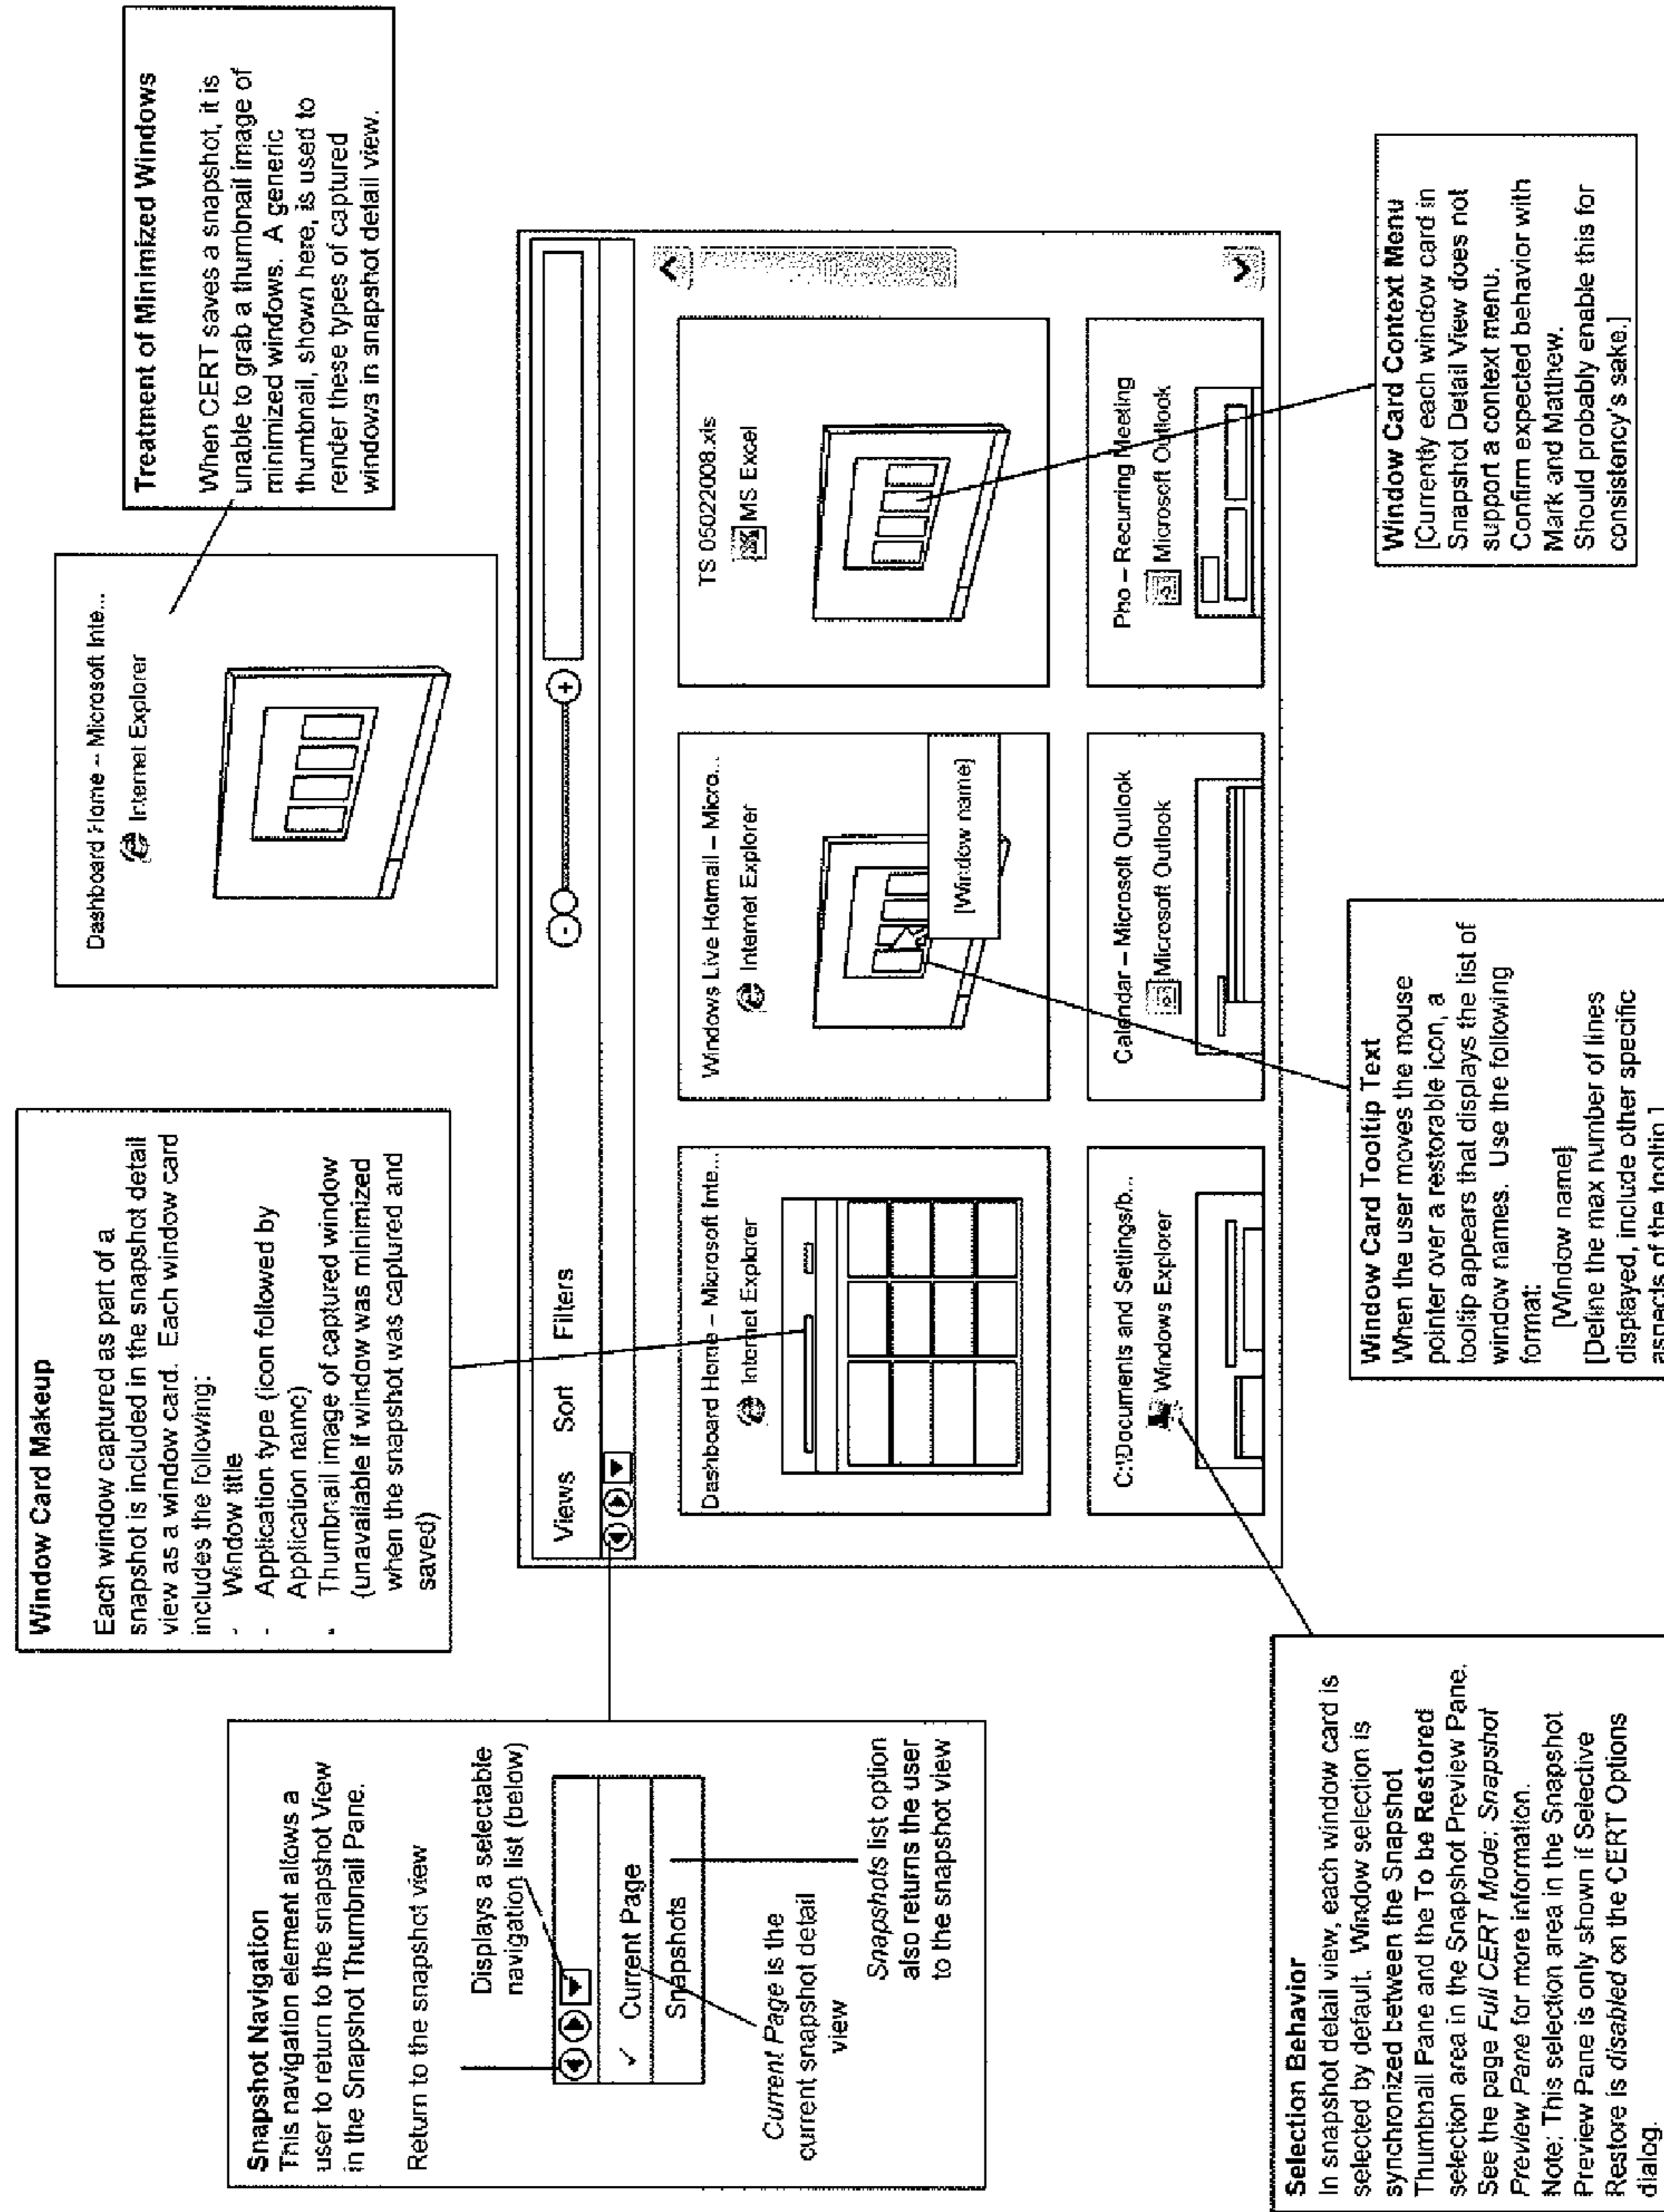 Window Card Makeup
Each window captured as part of a
snapshot is included in the snapshot detail
view as a window card. Each window card
includes the following:
- Window title
- Application type (icon followed by
Application name)
- Thumbnail image of captured window
(unavailable if window was minimized
when the snapshot was captured and
saved)
Dashboard Home – Microsoft Inte...
Internet Explorer
Treatment of Minimized Windows
When CERT saves a snapshot, it is
unable to grab a thumbnail image of
minimized windows. A generic
thumbnail, shown here, is used to
render these types of captured
windows in snapshot detail view.
Snapshot Navigation
This navigation element allows a
user to return to the snapshot View
in the Snapshot Thumbnail Pane.
Return to the snapshot view
Displays a selectable
navigation list (below)
✓ Current Page
Snapshots
Current Page is the
current snapshot detail
view
Snapshots list option
also returns the user
to the snapshot view
Views Sort Filters
- +
Dashboard Home – Microsoft Inte...
Internet Explorer
Windows Live Hotmail – Micro...
Internet Explorer
[Window name]
TS 05022008.xls
MS Excel
C:\Documents and Settings/b...
Windows Explorer
Calendar – Microsoft Outlook
Microsoft Outlook
Pho – Recurring Meeting
Microsoft Outlook
Selection Behavior
In snapshot detail view, each window card is
selected by default. Window selection is
synchronized between the Snapshot
Thumbnail Pane and the To be Restored
selection area in the Snapshot Preview Pane.
See the page Full CERT Mode: Snapshot
Preview Pane for more information.
Note: This selection area in the Snapshot
Preview Pane is only shown if Selective
Restore is disabled on the CERT Options
dialog.
Window Card Tooltip Text
When the user moves the mouse
pointer over a restorable icon, a
tooltip appears that displays the list of
window names. Use the following
format:
[Window name]
[Define the max number of lines
displayed, include other specific
aspects of the tooltip.]
Window Card Context Menu
[Currently each window card in
Snapshot Detail View does not
support a context menu.
Confirm expected behavior with
Mark and Matthew.
Should probably enable this for
consistency's sake.]